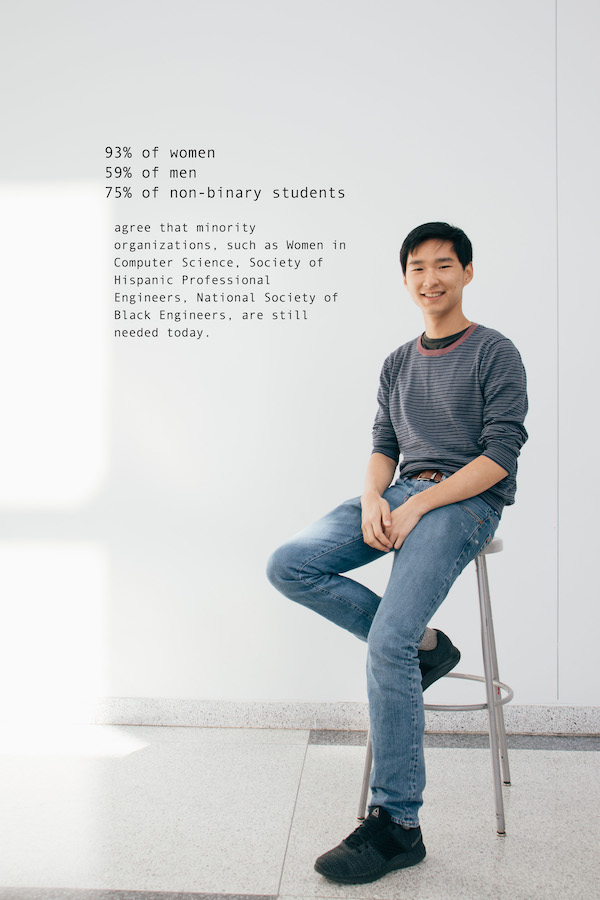 93% of women
59% of men
75% of non-binary students
agree that minority
organizations, such as Women in
Computer Science, Society of
Hispanic Professional
Engineers, National Society of
Black Engineers, are still
needed today.